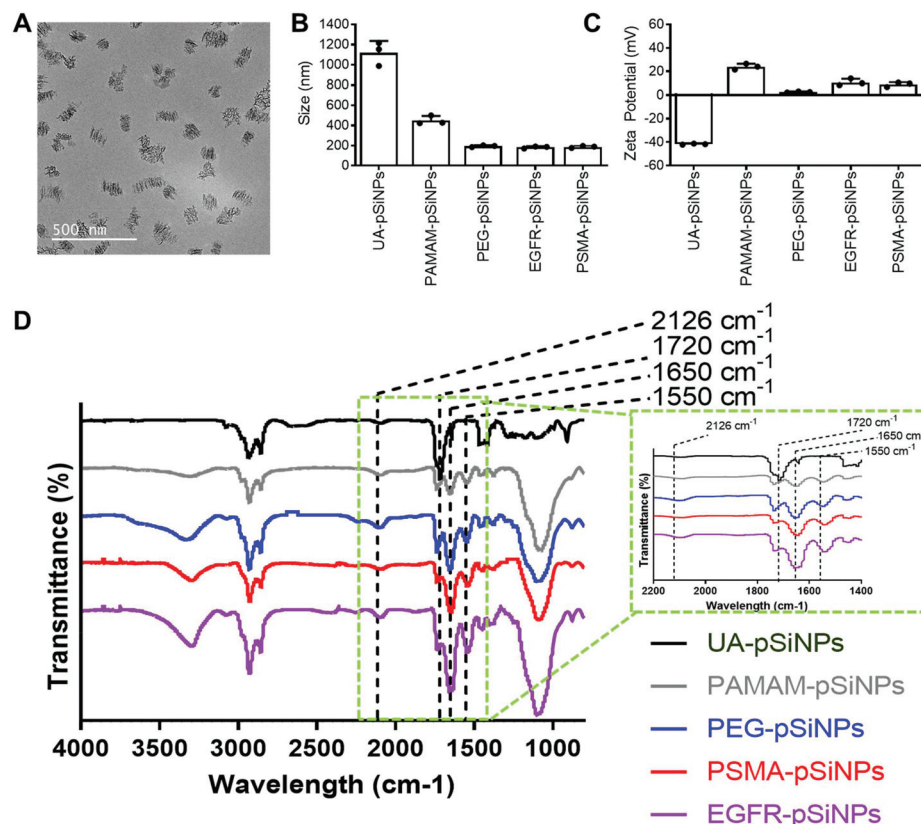 A
500 nm
B
Size (nm)
1400
1200
1000
800
600
400
200
0
UA-pSiNPs
PAMAM-pSiNPs
PEG-pSiNPs
EGFR-pSiNPs
PSMA-pSiNPs
C
Zeta Potential (mV)
60
40
20
0
-20
-40
-60
UA-pSiNPs
PAMAM-pSiNPs
PEG-pSiNPs
EGFR-pSiNPs
PSMA-pSiNPs
D
2126 cm-1
1720 cm-1
1650 cm-1
1550 cm-1
Transmittance (%)
4000 3500 3000 2500 2000 1500 1000
Wavelength (cm-1)
2126 cm-1
1720 cm-1
1650 cm
1550 cm-1
Transmittance (%)
2200 2000 1800 1600 1400
Wavelength (cm-1)
UA-pSiNPs
PAMAM-pSiNPs
PEG-pSiNPs
PSMA-pSiNPs
EGFR-pSiNPs